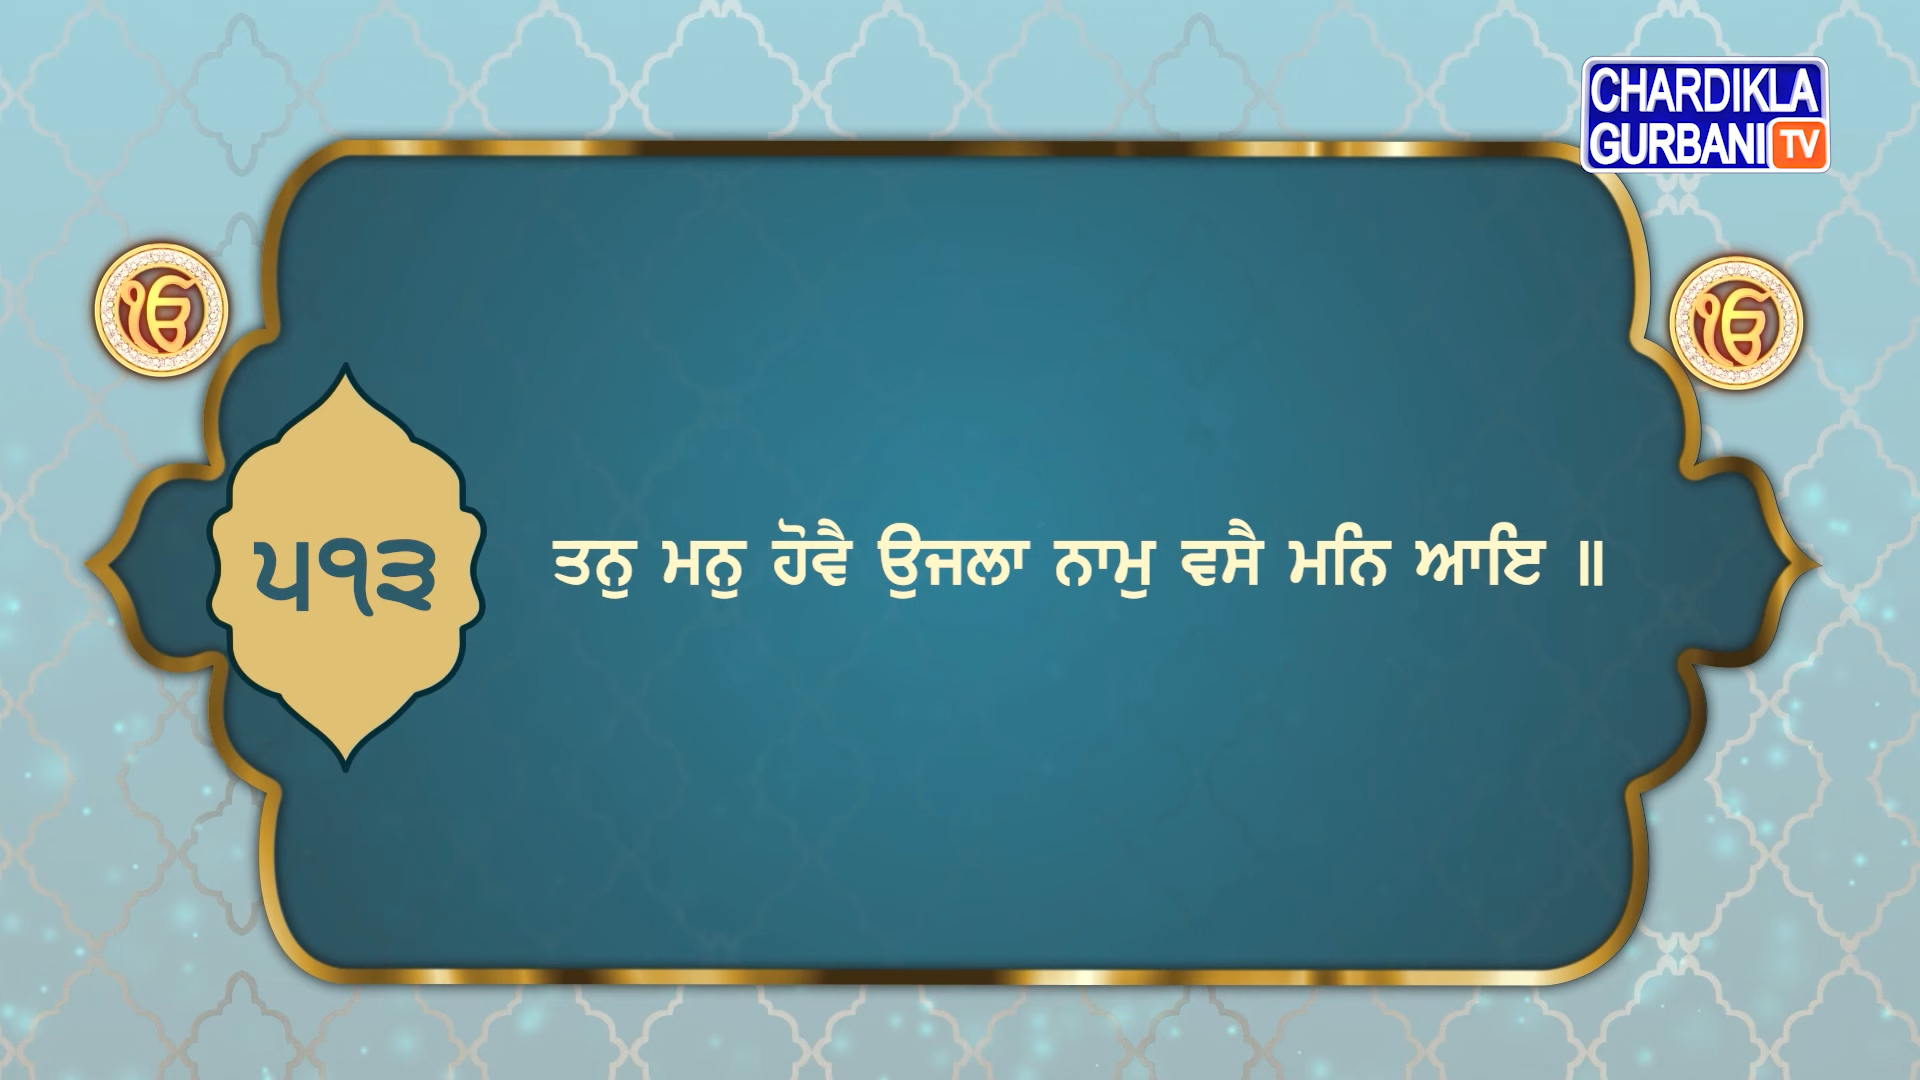 CHARDIKLA
GURBANI TV
ੴ
ੴ
੫੧੩
ਤਨੁ ਮਨੁ ਹੋਵੈ ਉਜਲਾ ਨਾਮੁ ਵਸੈ ਮਨਿ ਆਇ ॥